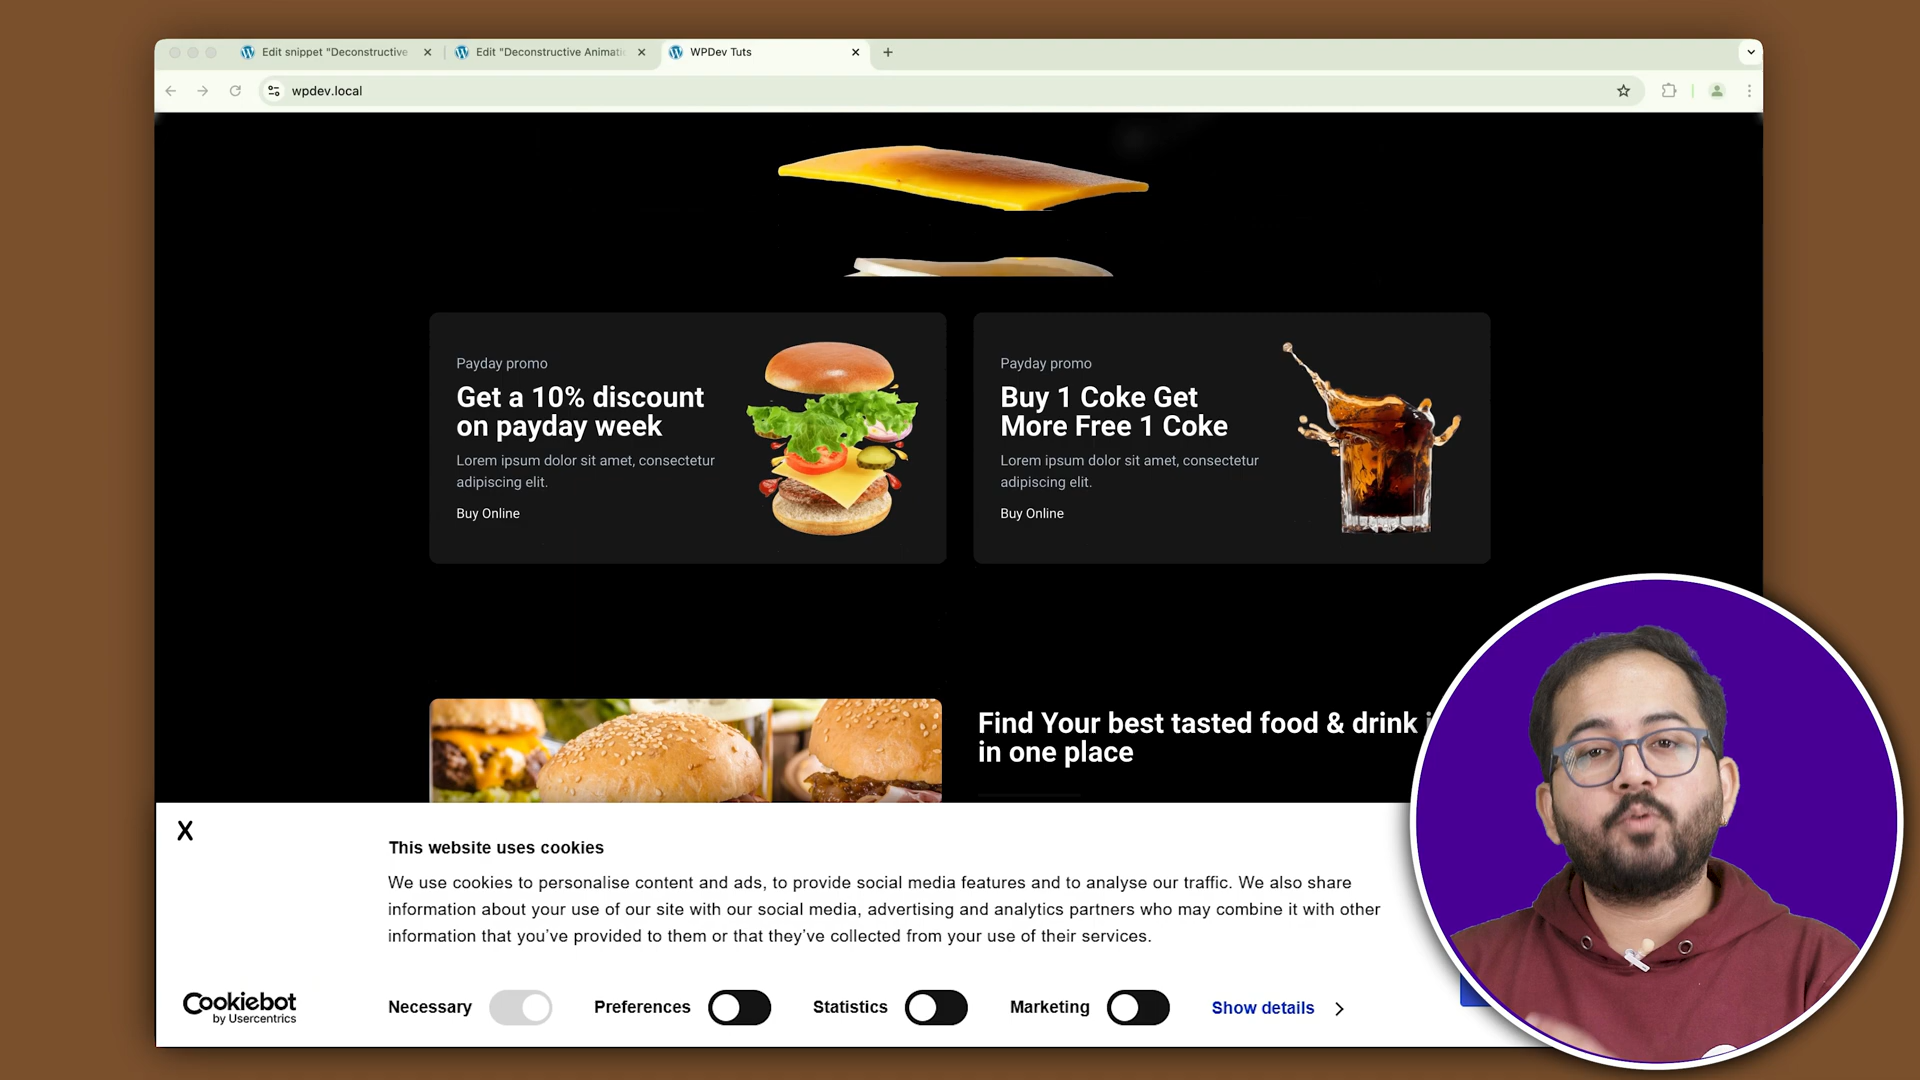 Edit snippet "Deconstructive
Edit "Deconstructive Animati
WPDev Tuts
wpdev.local
Payday promo
Get a 10% discount
on payday week
Lorem ipsum dolor sit amet, consectetur
adipiscing elit.
Buy Online
Payday promo
Buy 1 Coke Get
More Free 1 Coke
Lorem ipsum dolor sit amet, consectetur
adipiscing elit.
Buy Online
Find Your best tasted food & drink
in one place
X
This website uses cookies
We use cookies to personalise content and ads, to provide social media features and to analyse our traffic. We also share
information about your use of our site with our social media, advertising and analytics partners who may combine it with other
information that you've provided to them or that they've collected from your use of their services.
Cookiebot
by Usercentrics
Necessary
Preferences
Statistics
Marketing
Show details